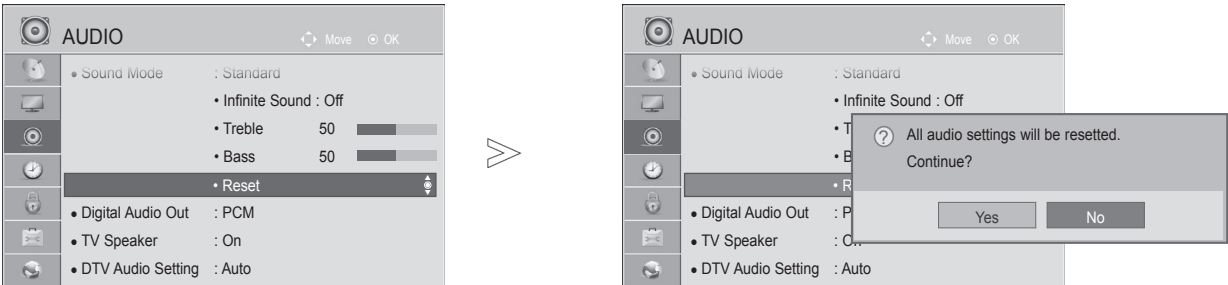 AUDIO Move OK
• Sound Mode : Standard
• Infinite Sound : Off
• Treble 50
• Bass 50
• Reset
• Digital Audio Out : PCM
• TV Speaker : On
• DTV Audio Setting : Auto
AUDIO Move OK
• Sound Mode : Standard
• Infinite Sound : Off
• T
• B
• R
• Digital Audio Out : P
• TV Speaker : O
• DTV Audio Setting : Auto
? All audio settings will be resetted.
Continue?
Yes No